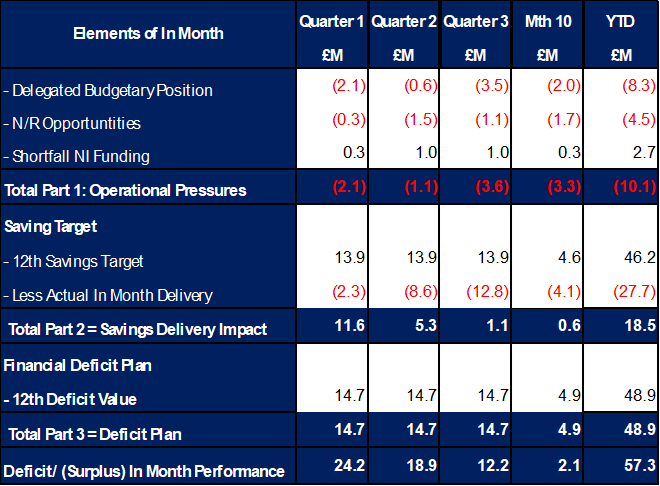 Elements of In Month Quarter 1 Quarter 2 Quarter 3 Mth 10 YTD
£M £M £M £M £M
- Delegated Budgetary Position (2.1) (0.6) (3.5) (2.0) (8.3)
- N/R Opportuntities (0.3) (1.5) (1.1) (1.7) (4.5)
- Shortfall NI Funding 0.3 1.0 1.0 0.3 2.7
Total Part 1: Operational Pressures (2.1) (1.1) (3.6) (3.3) (10.1)
Saving Target
- 12th Savings Target 13.9 13.9 13.9 4.6 46.2
- Less Actual In Month Delivery (2.3) (8.6) (12.8) (4.1) (27.7)
Total Part 2 = Savings Delivery Impact 11.6 5.3 1.1 0.6 18.5
Financial Deficit Plan
- 12th Deficit Value 14.7 14.7 14.7 4.9 48.9
Total Part 3 = Deficit Plan 14.7 14.7 14.7 4.9 48.9
Deficit/ (Surplus) In Month Performance 24.2 18.9 12.2 2.1 57.3